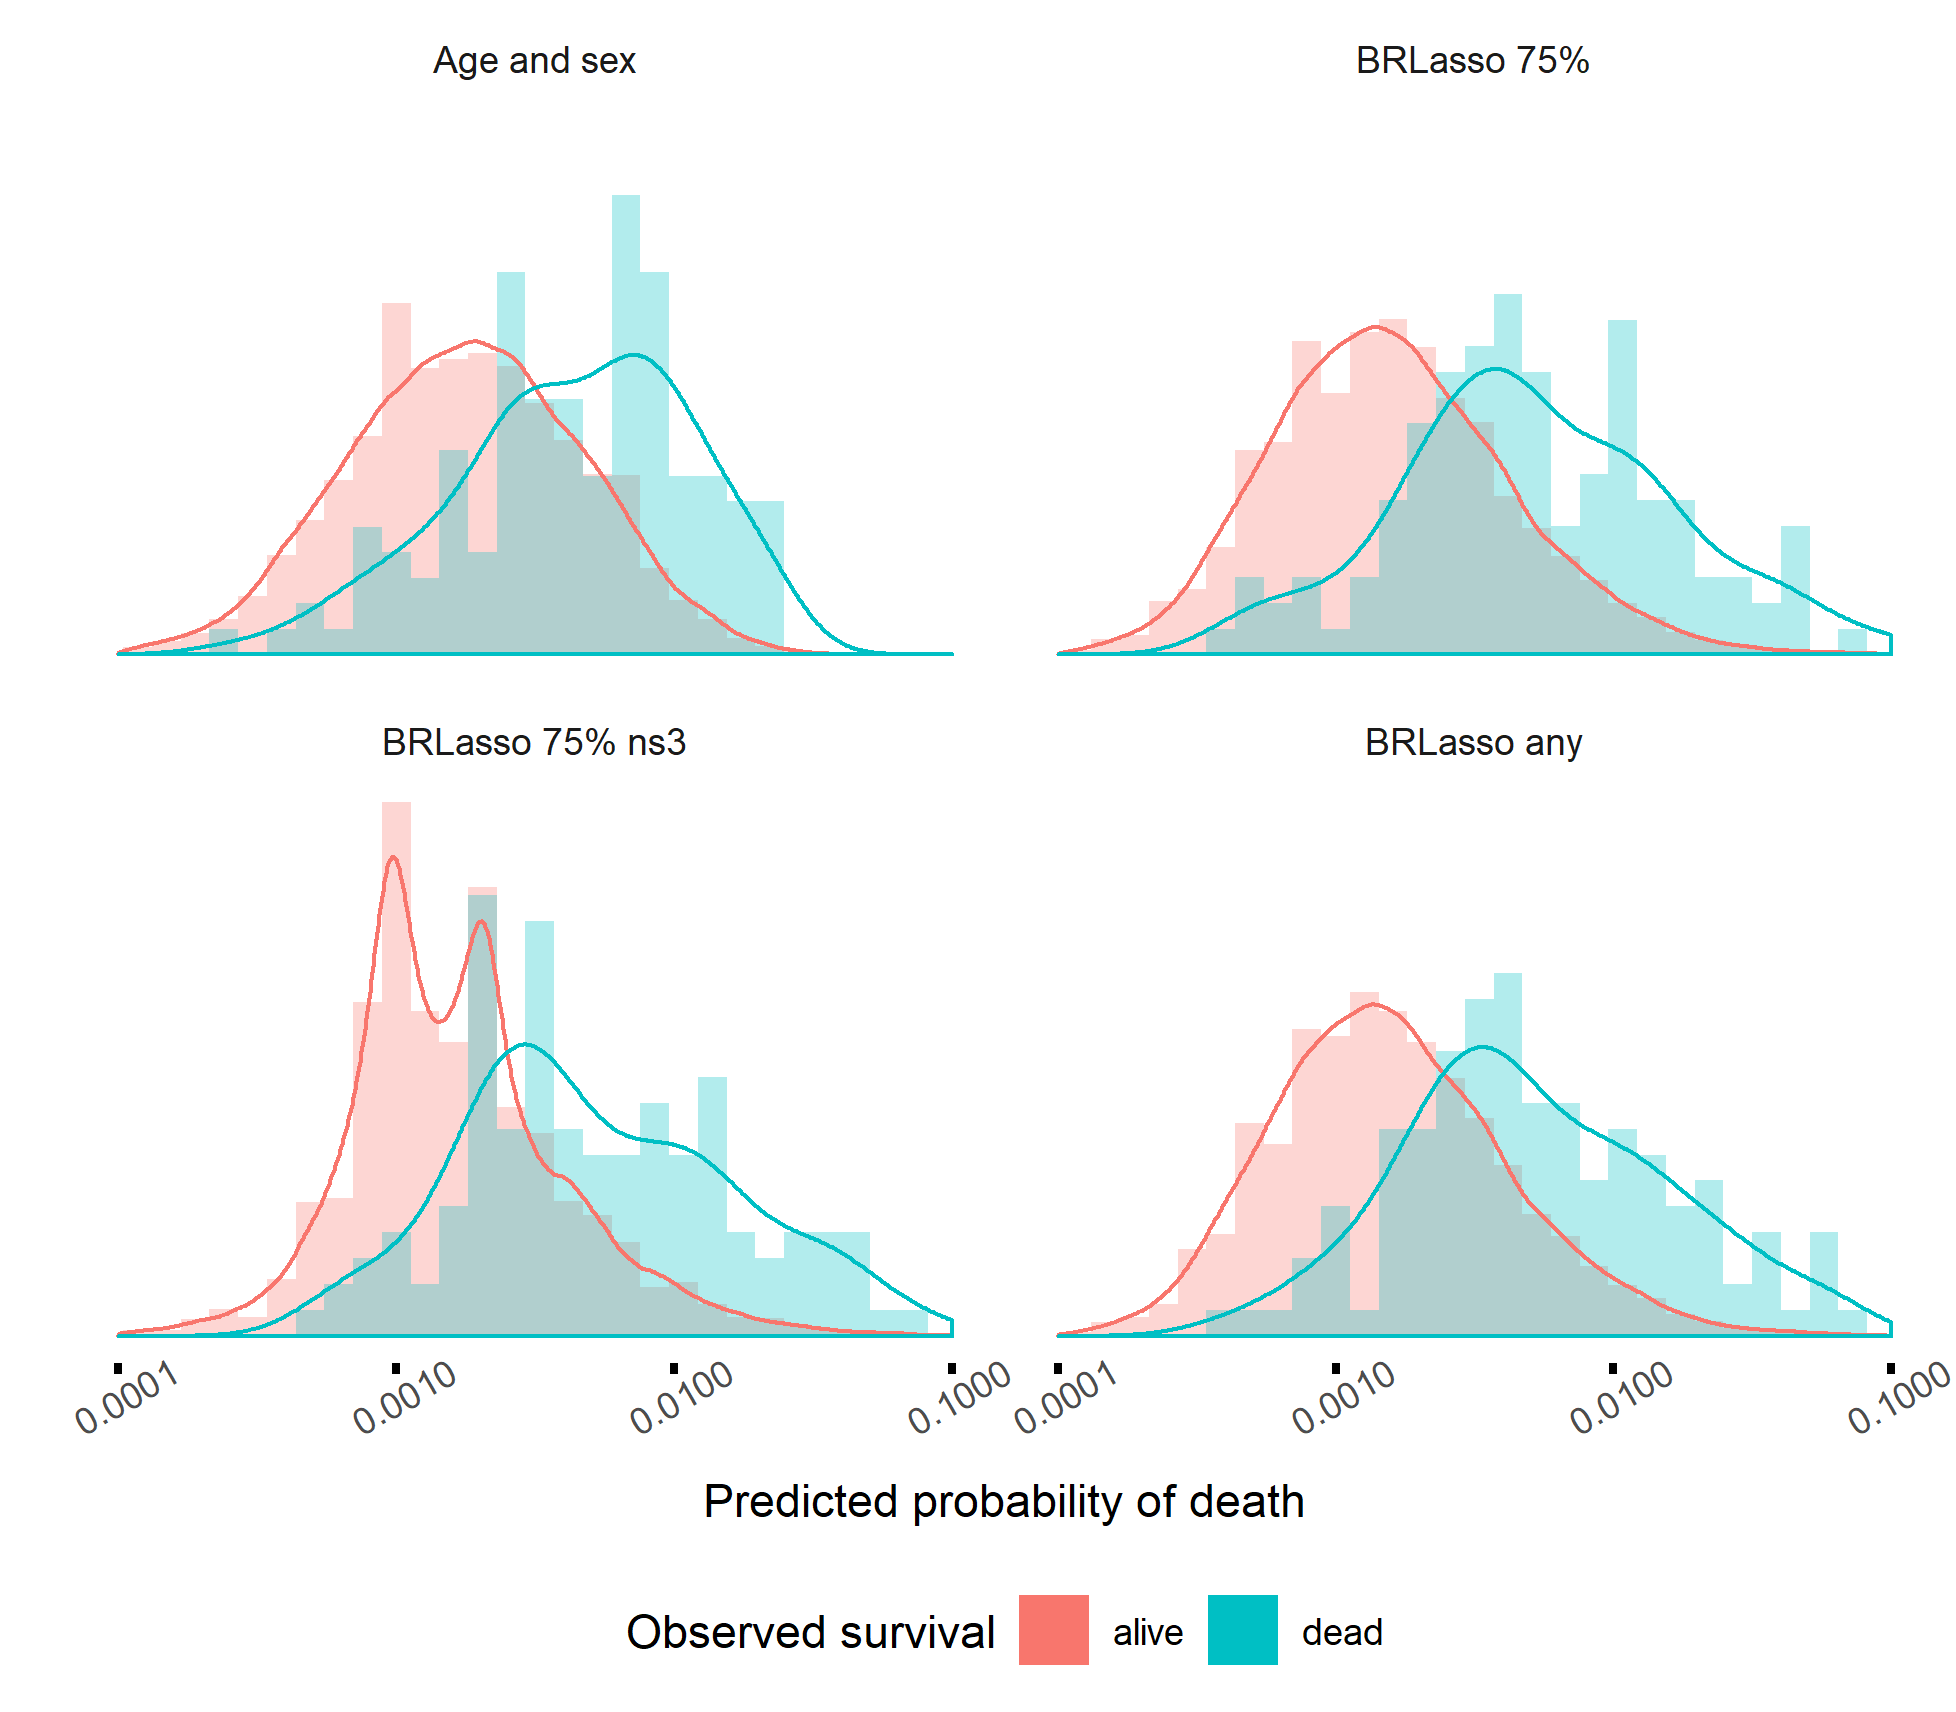 Age and sex
BRLasso 75%
BRLasso 75% ns3
BRLasso any
0.0001
0.0010
0.0100
0.1000
0.0001
0.0010
0.0100
0.1000
Predicted probability of death
Observed survival alive dead